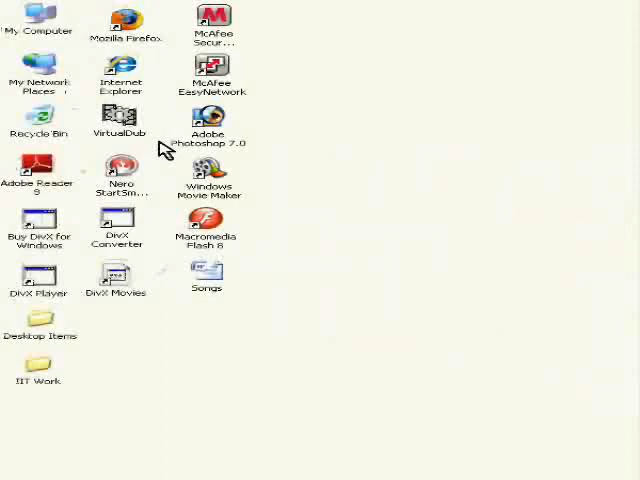 My Computer
Mozilla Firefox
McAfee
Secur...
My Network
Places
Internet
Explorer
McAfee
EasyNetwork
Recycle Bin
VirtualDub
Adobe
Photoshop 7.0
Adobe Reader
9
Nero
StartSm...
Windows
Movie Maker
Buy DivX for
Windows
DivX
Converter
Macromedia
Flash 8
DivX Player
DivX Movies
Songs
Desktop Items
IIT Work